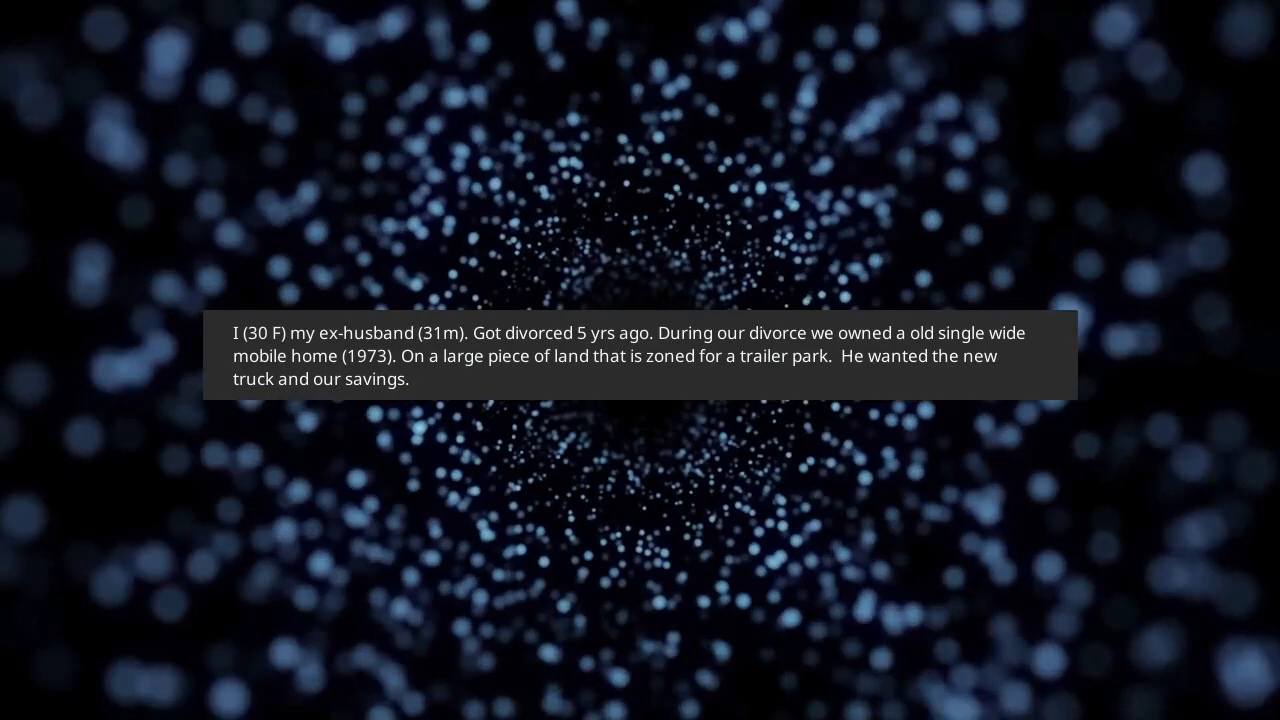 I (30 F) my ex-husband (31m). Got divorced 5 yrs ago. During our divorce we owned a old single wide
mobile home (1973). On a large piece of land that is zoned for a trailer park.  He wanted the new
truck and our savings.